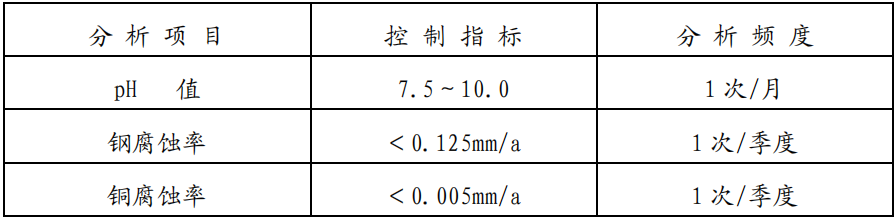 分析项目 控制指标 分析频度
pH 值 7.5~10.0 1次/月
钢腐蚀率 <0.125mm/a 1次/季度
铜腐蚀率 <0.005mm/a 1次/季度